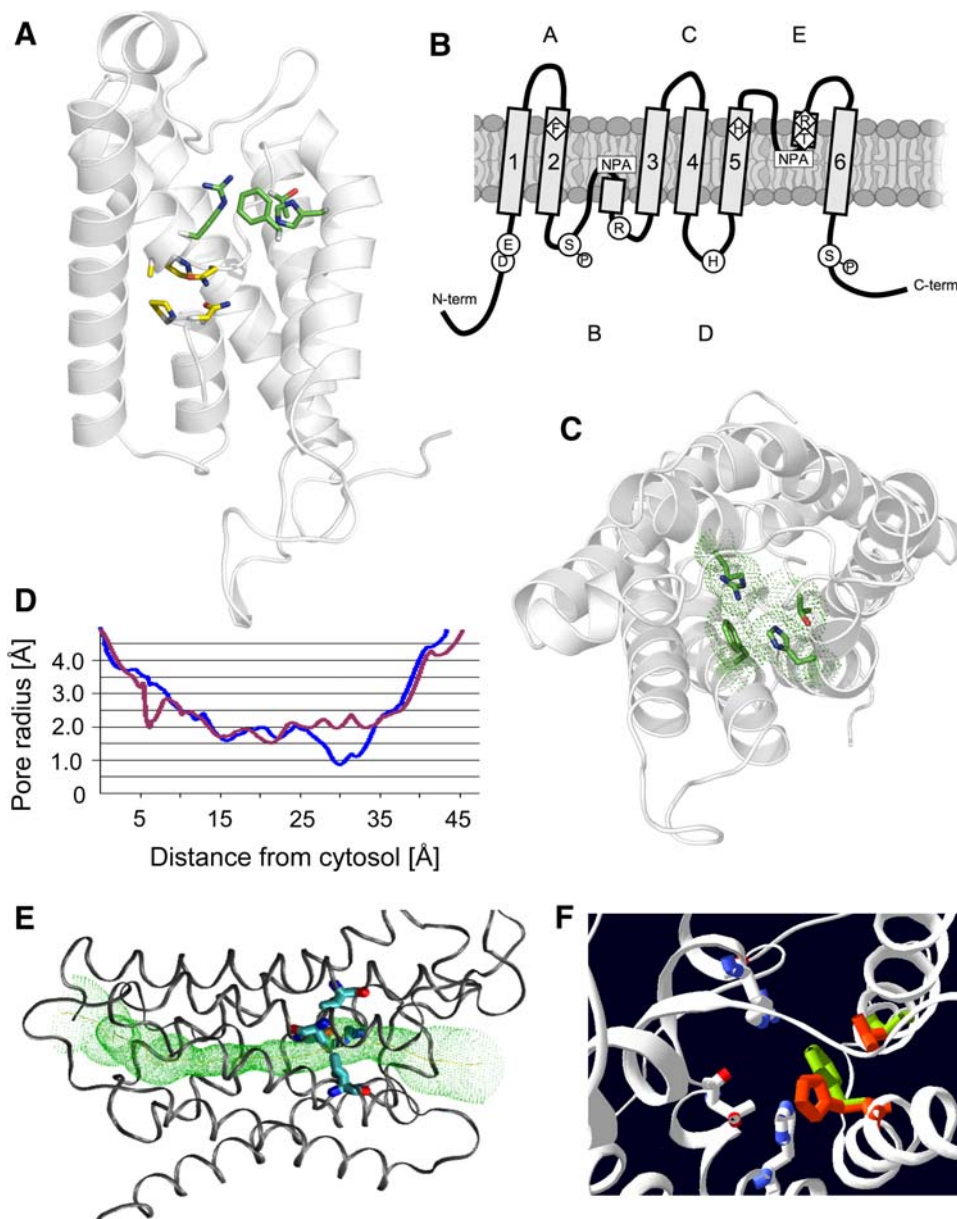 A
B
A C E
F
H
R
T
NPA
NPA
1 2 3 4 5 6
E
D
S
P
R
H
S
P
N-term
C-term
B D
C
D
Pore radius [Å]
4.0
3.0
2.0
1.0
0
5 15 25 35 45
Distance from cytosol [Å]
E
F